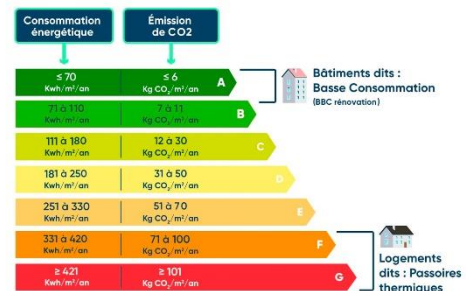 Consommation
énergétique
Émission
de CO2
≤ 70
Kwh/m²/an
≤ 6
Kg CO₂/m²/an
A
71 à 110
Kwh/m²/an
7 à 11
Kg CO₂/m²/an
B
111 à 180
Kwh/m²/an
12 à 30
Kg CO₂/m²/an
C
181 à 250
Kwh/m²/an
31 à 50
Kg CO₂/m²/an
D
251 à 330
Kwh/m²/an
51 à 70
Kg CO₂/m²/an
E
331 à 420
Kwh/m²/an
71 à 100
Kg CO₂/m²/an
F
≥ 421
Kwh/m²/an
≥ 101
Kg CO₂/m²/an
G
Bâtiments dits :
Basse Consommation
(BBC rénovation)
Logements
dits : Passoires
thermiques